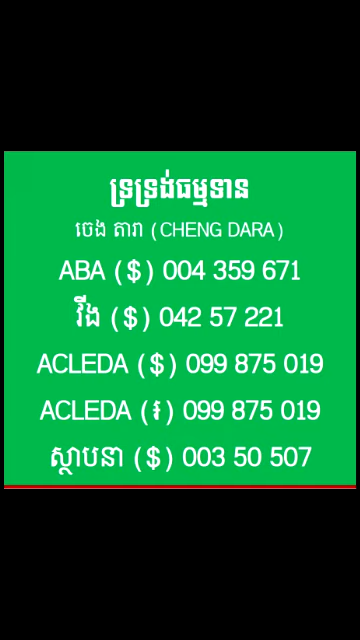 ទ្រទ្រង់ធម្មទាន
ចេង តារា (CHENG DARA)
ABA ($) 004 359 671
វីង ($) 042 57 221
ACLEDA ($) 099 875 019
ACLEDA (៛) 099 875 019
ស្ថាបនា ($) 003 50 507